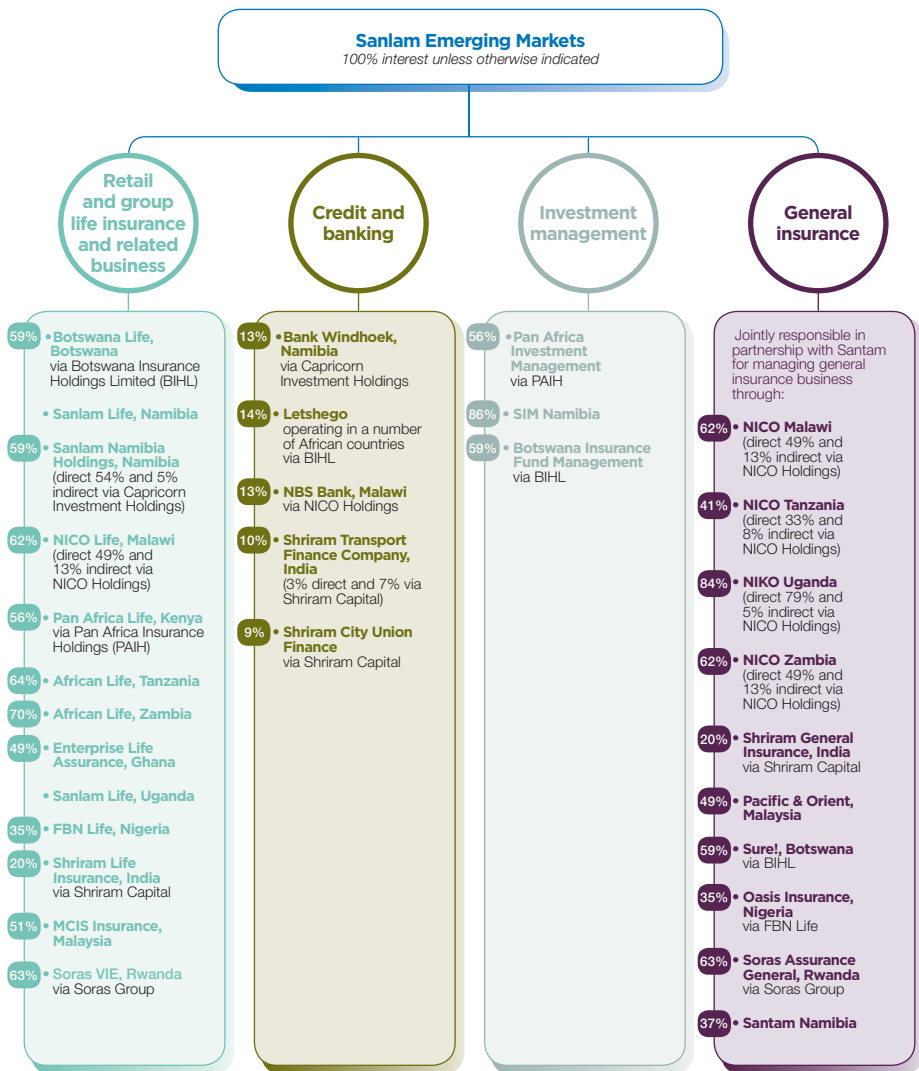 Sanlam Emerging Markets
100% interest unless otherwise indicated
Retail
and group
life insurance
and related
business
59% • Botswana Life,
Botswana
via Botswana Insurance
Holdings Limited (BIHL)
• Sanlam Life, Namibia
59% • Sanlam Namibia
Holdings, Namibia
(direct 54% and 5%
indirect via Capricorn
Investment Holdings)
62% • NICO Life, Malawi
(direct 49% and
13% indirect via
NICO Holdings)
56% • Pan Africa Life, Kenya
via Pan Africa Insurance
Holdings (PAIH)
64% • African Life, Tanzania
70% • African Life, Zambia
49% • Enterprise Life
Assurance, Ghana
• Sanlam Life, Uganda
35% • FBN Life, Nigeria
20% • Shriram Life
Insurance, India
via Shriram Capital
51% • MCIS Insurance,
Malaysia
63% • Soras VIE, Rwanda
via Soras Group
Credit and
banking
13% • Bank Windhoek,
Namibia
via Capricorn
Investment Holdings
14% • Letshego
operating in a number
of African countries
via BIHL
13% • NBS Bank, Malawi
via NICO Holdings
10% • Shriram Transport
Finance Company,
India
(3% direct and 7% via
Shriram Capital)
9% • Shriram City Union
Finance
via Shriram Capital
Investment
management
56% • Pan Africa
Investment
Management
via PAIH
86% • SIM Namibia
59% • Botswana Insurance
Fund Management
via BIHL
General
insurance
Jointly responsible in
partnership with Santam
for managing general
insurance business
through:
62% • NICO Malawi
(direct 49% and
13% indirect via
NICO Holdings)
41% • NICO Tanzania
(direct 33% and
8% indirect via
NICO Holdings)
84% • NIKO Uganda
(direct 79% and
5% indirect via
NICO Holdings)
62% • NICO Zambia
(direct 49% and
13% indirect via
NICO Holdings)
20% • Shriram General
Insurance, India
via Shriram Capital
49% • Pacific & Orient,
Malaysia
59% • Sure!, Botswana
via BIHL
35% • Oasis Insurance,
Nigeria
via FBN Life
63% • Soras Assurance
General, Rwanda
via Soras Group
37% • Santam Namibia